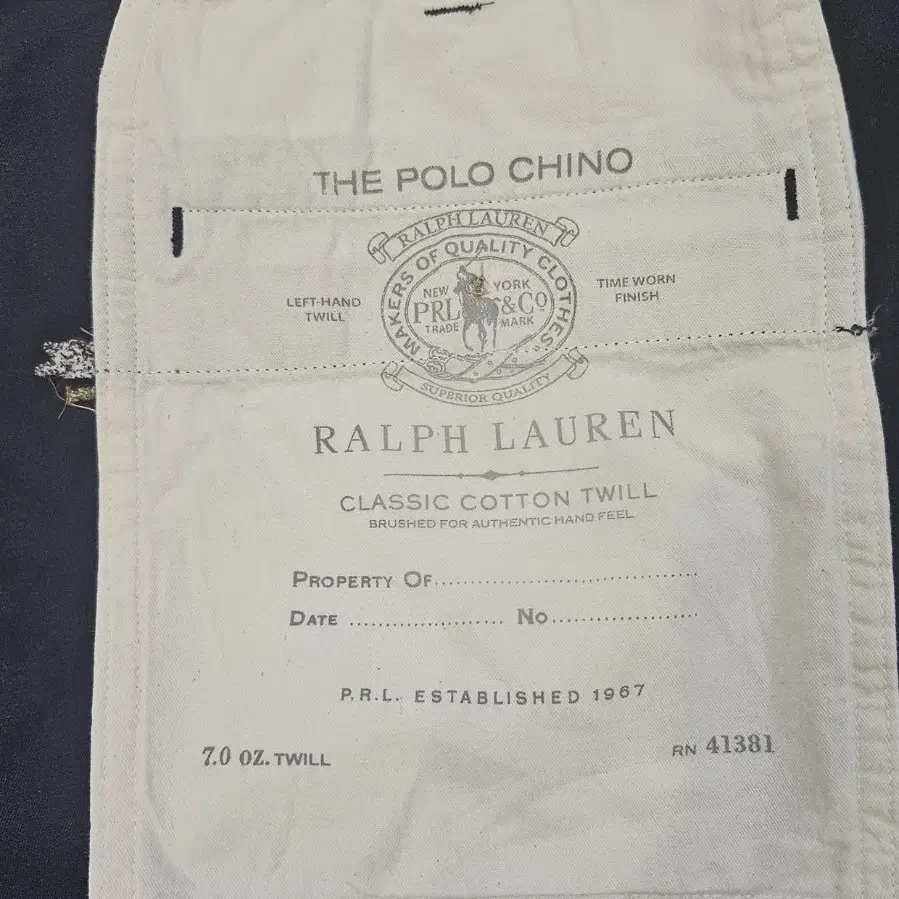 THE POLO CHINO
RALPH LAUREN
MAKERS OF QUALITY CLOTHES
NEW YORK
PRL & Co
TRADE MARK
SUPERIOR QUALITY
LEFT-HAND
TWILL
TIME WORN
FINISH
RALPH LAUREN
CLASSIC COTTON TWILL
BRUSHED FOR AUTHENTIC HAND FEEL
PROPERTY OF........................................
DATE ...................... No......................
P.R.L. ESTABLISHED 1967
7.0 OZ. TWILL
RN 41381